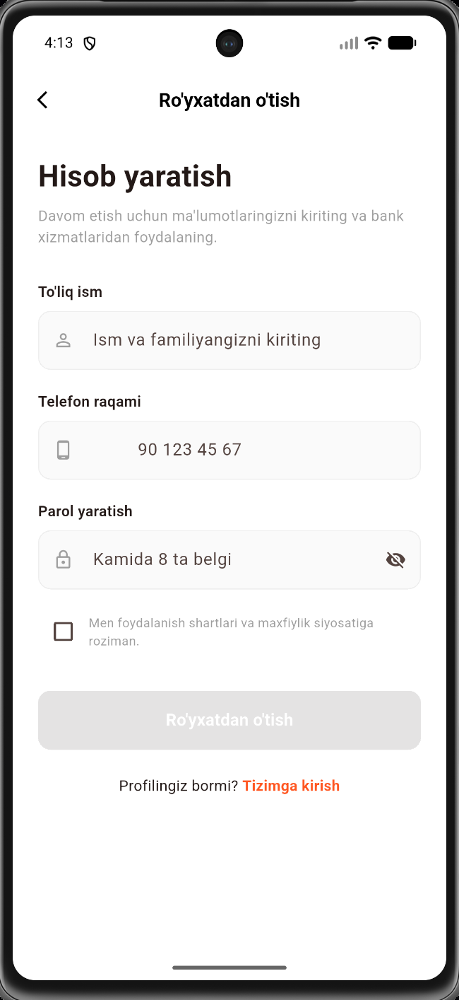 4:13
Ro'yxatdan o'tish
Hisob yaratish
Davom etish uchun ma'lumotlaringizni kiriting va bank
xizmatlaridan foydalaning.
To'liq ism
Ism va familiyangizni kiriting
Telefon raqami
90 123 45 67
Parol yaratish
Kamida 8 ta belgi
Men foydalanish shartlari va maxfiylik siyosatiga
roziman.
Ro'yxatdan o'tish
Profilingiz bormi? Tizimga kirish